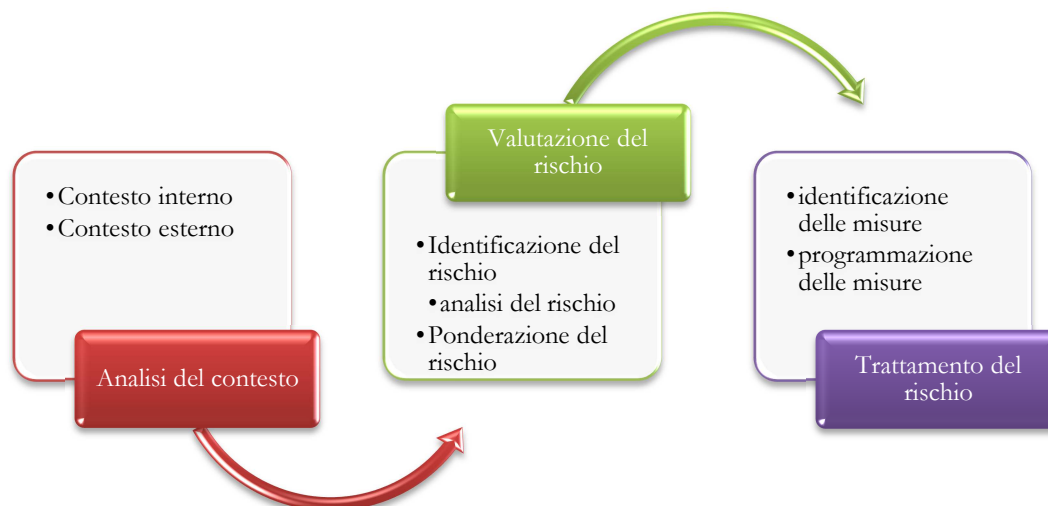 •Contesto interno
•Contesto esterno
Analisi del contesto
Valutazione del
rischio
•Identificazione del
rischio
•analisi del rischio
•Ponderazione del
rischio
•identificazione
delle misure
•programmazione
delle misure
Trattamento del
rischio